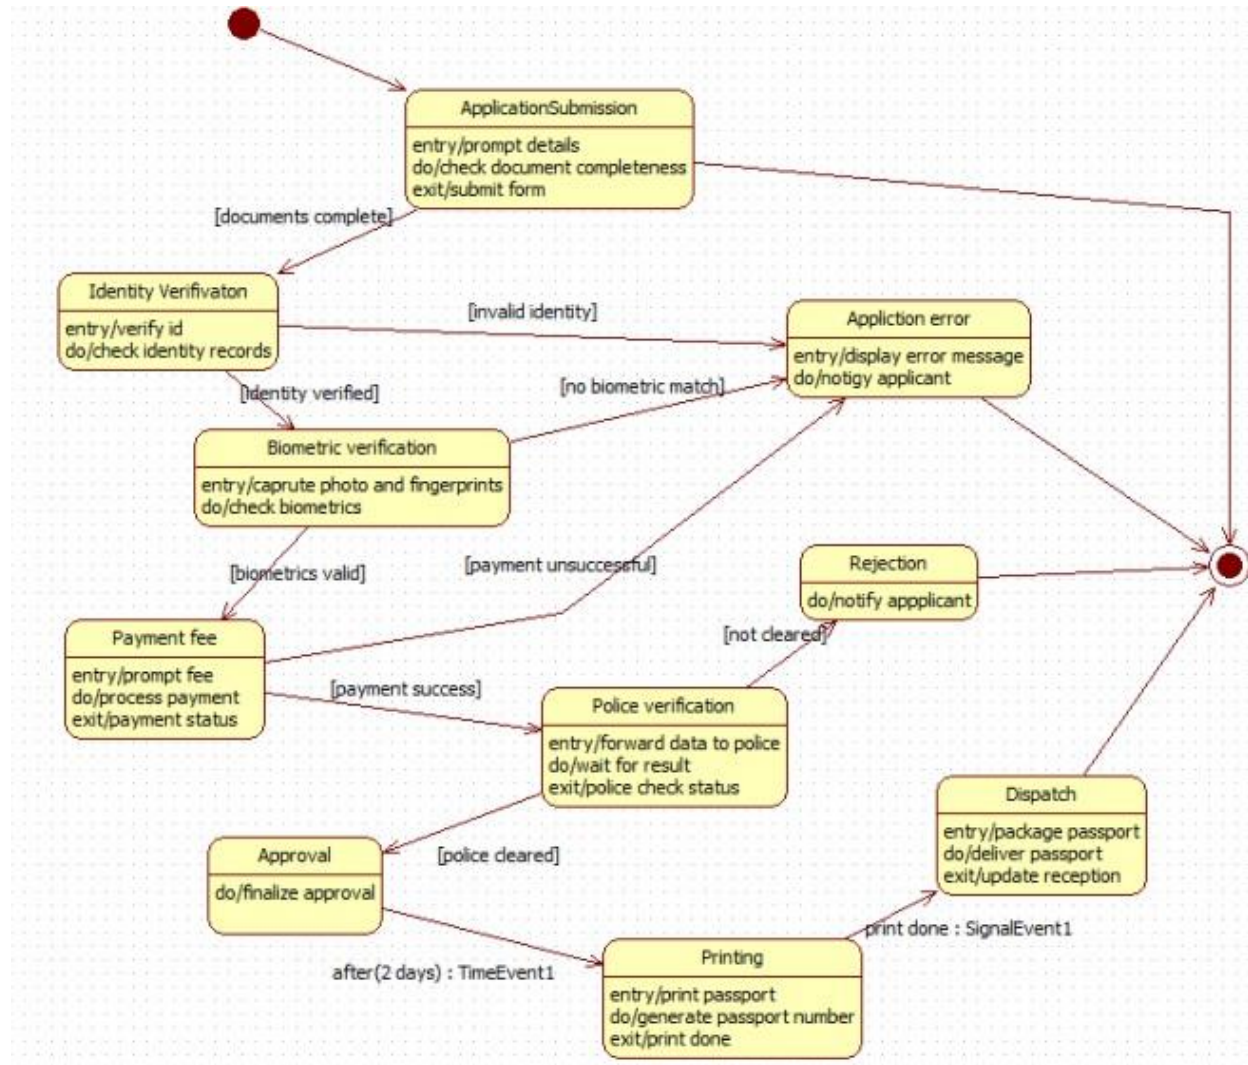 ApplicationSubmission
entry/prompt details
do/check document completeness
exit/submit form
[documents complete]
Identity Verifivaton
entry/verify id
do/check identity records
[invalid identity]
Appliction error
entry/display error message
do/notigy applicant
[identity verified]
[no biometric match]
Biometric verification
entry/caprute photo and fingerprints
do/check biometrics
[biometrics valid]
[payment unsuccessful]
Rejection
do/notify appplicant
Payment fee
entry/prompt fee
do/process payment
exit/payment status
[not cleared]
[payment success]
Police verification
entry/forward data to police
do/wait for result
exit/police check status
Dispatch
entry/package passport
do/deliver passport
exit/update reception
Approval
do/finalize approval
[police cleared]
print done : SignalEvent1
after(2 days) : TimeEvent1
Printing
entry/print passport
do/generate passport number
exit/print done